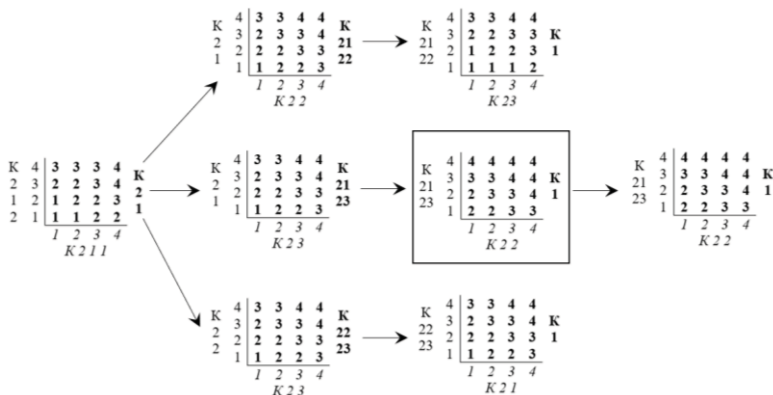 K 4 3 3 4 4 K
2 3 2 3 3 4 21
1 2 2 2 3 3 22
1 1 2 2 3
1 2 3 4
K 2 2
K 4 3 3 4 4 K
21 3 2 2 3 3 1
22 2 1 2 2 3
1 1 1 1 2
1 2 3 4
K 23
K 4 3 3 3 4 K
2 3 2 2 3 4 2
1 2 1 2 2 3 1
2 1 1 1 2 2
1 2 3 4
K 2 1 1
K 4 3 3 4 4 K
2 3 2 3 3 4 21
1 2 2 2 3 3 23
1 1 2 2 3
1 2 3 4
K 2 3
K 4 4 4 4 4 K
21 3 3 3 4 4 1
23 2 2 3 3 4
1 2 2 3 3
1 2 3 4
K 2 2
K 4 4 4 4 4 K
21 3 3 3 4 4 1
23 2 2 3 3 4
1 2 2 3 3
1 2 3 4
K 2 2
K 4 3 3 4 4 K
2 3 2 3 3 4 22
2 2 2 2 3 3 23
1 1 2 2 3
1 2 3 4
K 2 3
K 4 3 3 4 4 K
22 3 2 3 3 4 1
23 2 2 2 3 3
1 1 2 2 3
1 2 3 4
K 2 1